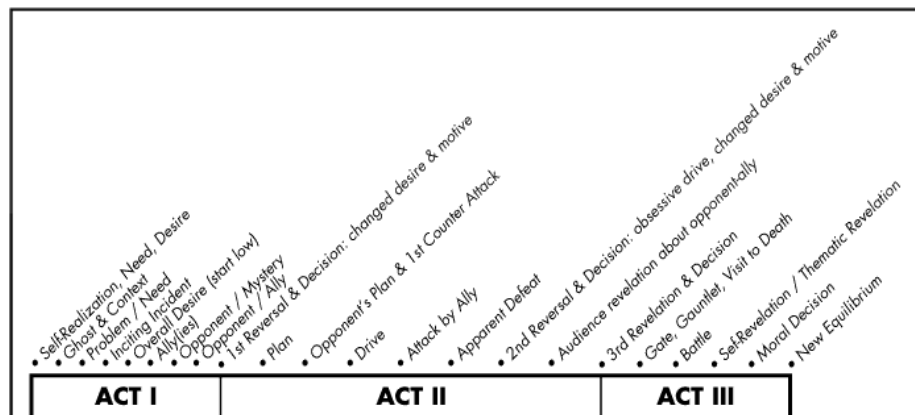 Self-Realization, Need, Desire
Ghost & Context
Problem / Need
Inciting Incident
Overall Desire (start low)
Ally(ies)
Opponent / Mystery
Opponent / Ally
1st Reversal & Decision: changed desire & motive
Plan
Opponent's Plan & 1st Counter Attack
Drive
Attack by Ally
Apparent Defeat
2nd Reversal & Decision: obsessive drive, changed desire & motive
Audience revelation about opponent-ally
3rd Revelation & Decision
Gate, Gauntlet, Visit to Death
Battle
Self-Revelation / Thematic Revelation
Moral Decision
New Equilibrium
ACT I
ACT II
ACT III